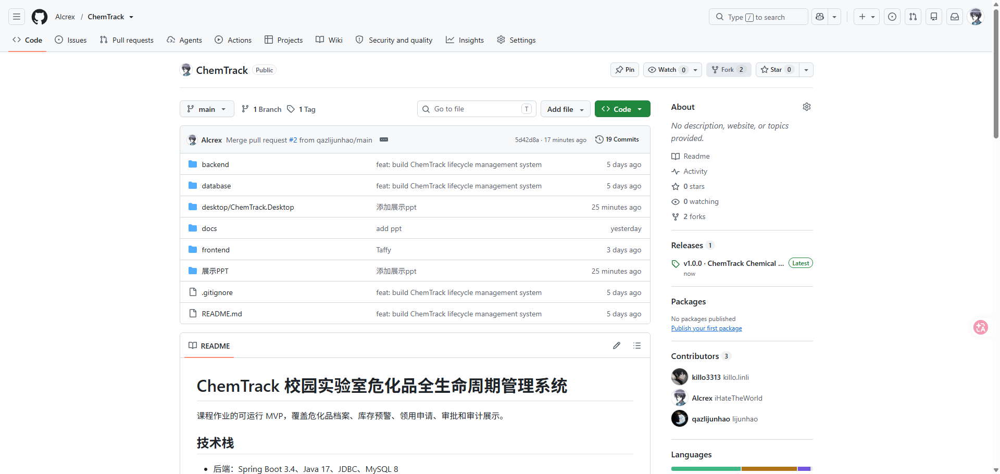 Alcrex / ChemTrack
Type / to search
Code
Issues
Pull requests
Agents
Actions
Projects
Wiki
Security and quality
Insights
Settings
ChemTrack Public
Pin
Watch 0
Fork 2
Star 0
main
1 Branch
1 Tag
Go to file T
Add file
Code
Alcrex Merge pull request #2 from qazlijunhao/main
5d42d8a · 17 minutes ago
19 Commits
backend feat: build ChemTrack lifecycle management system 5 days ago
database feat: build ChemTrack lifecycle management system 5 days ago
desktop/ChemTrack.Desktop 添加展示ppt 25 minutes ago
docs add ppt yesterday
frontend Taffy 3 days ago
展示PPT 添加展示ppt 25 minutes ago
.gitignore feat: build ChemTrack lifecycle management system 5 days ago
README.md feat: build ChemTrack lifecycle management system 5 days ago
README
ChemTrack 校园实验室危化品全生命周期管理系统
课程作业的可运行 MVP，覆盖危化品档案、库存预警、领用申请、审批和审计展示。
技术栈
后端：Spring Boot 3.4、Java 17、JDBC、MySQL 8
About
No description, website, or topics
provided.
Readme
Activity
0 stars
0 watching
2 forks
Releases 1
v1.0.0 · ChemTrack Chemical ... Latest
now
Packages
No packages published
Publish your first package
Contributors 3
killo3313 killo.linli
Alcrex iHateTheWorld
qazlijunhao lijunhao
Languages